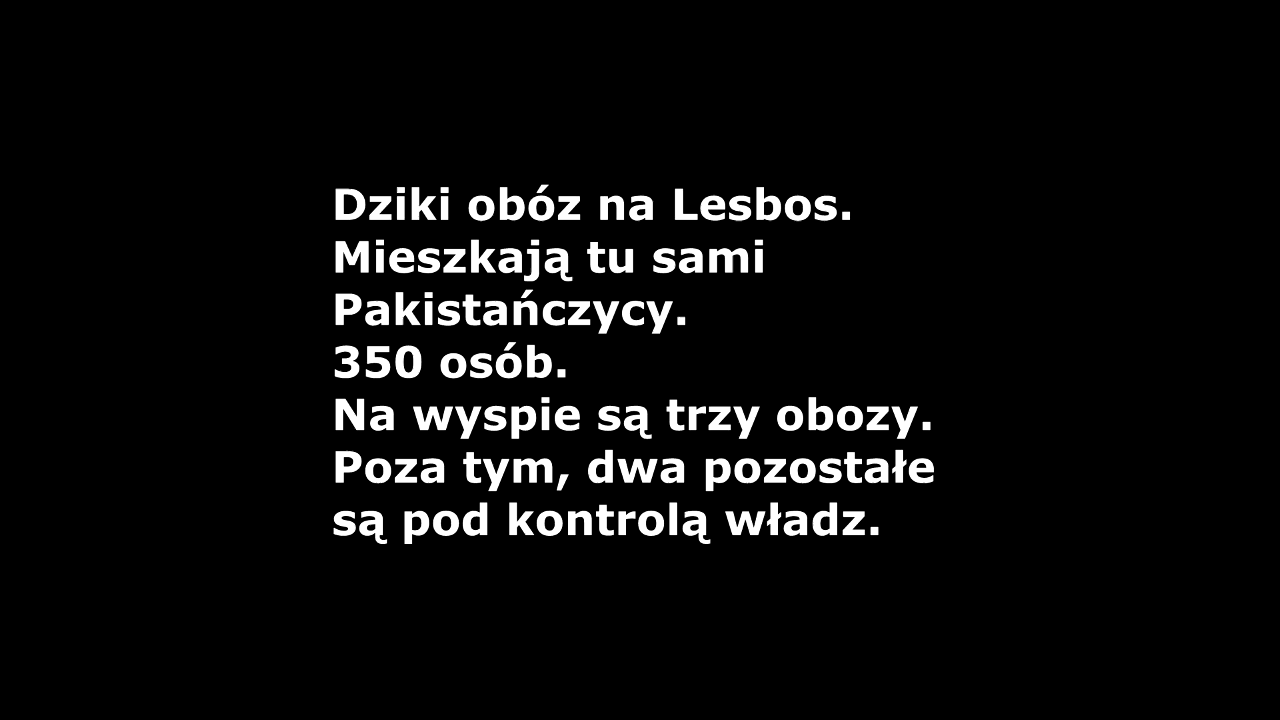 Dziki obóz na Lesbos.
Mieszkają tu sami
Pakistańczycy.
350 osób.
Na wyspie są trzy obozy.
Poza tym, dwa pozostałe
są pod kontrolą władz.